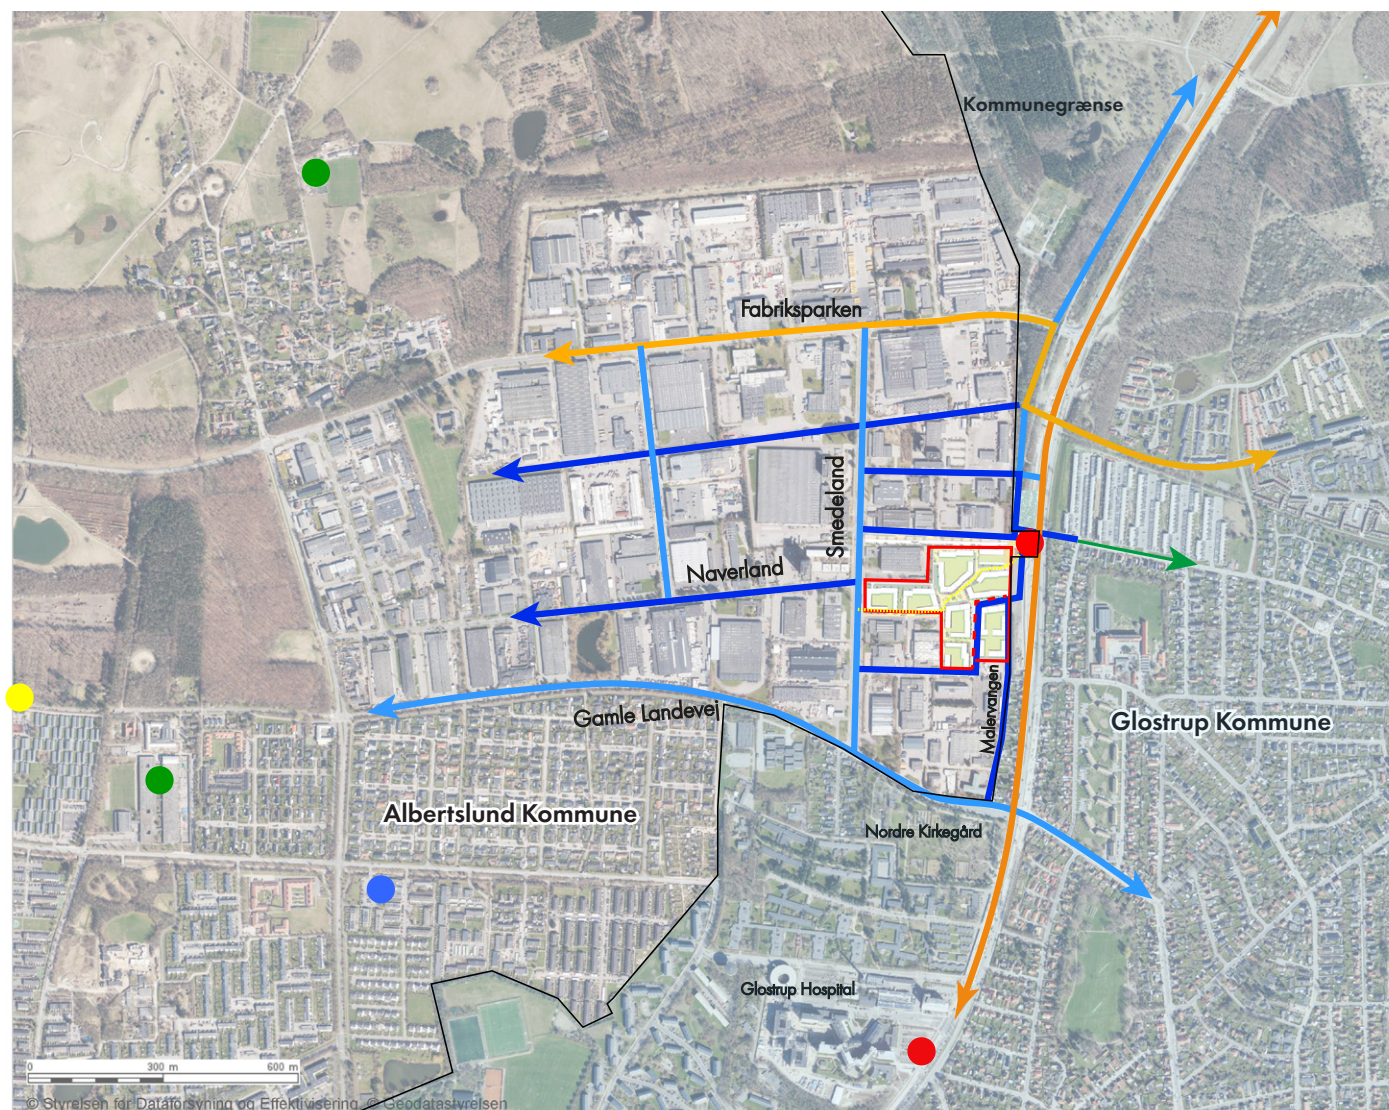 Kommunegrænse
Fabriksparken
Smedeland
Naverland
Gamle Landevej
Malervangen
Glostrup Kommune
Albertslund Kommune
Nordre Kirkegård
Glostrup Hospital
0 300 m 600 m
© Styrelsen for Dataforsyning og Effektivisering, © Geodatastyrelsen